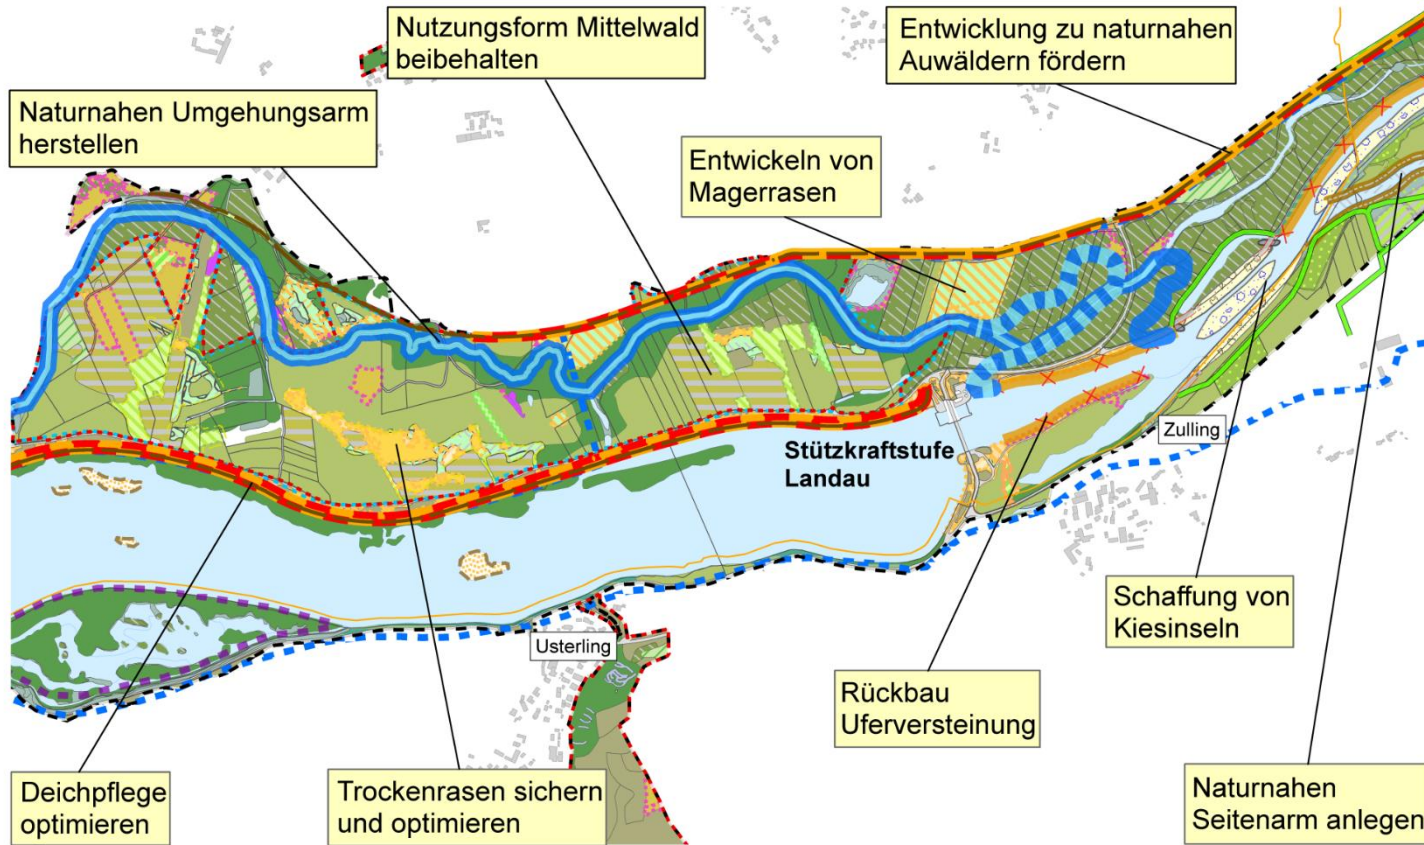 Nutzungsform Mittelwald
beibehalten
Entwicklung zu naturnahen
Auwäldern fördern
Naturnahen Umgehungsarm
herstellen
Entwickeln von
Magerrasen
Stützkraftstufe
Landau
Zulling
Usterling
Schaffung von
Kiesinseln
Rückbau
Uferversteinung
Deichpflege
optimieren
Trockenrasen sichern
und optimieren
Naturnahen
Seitenarm anlegen